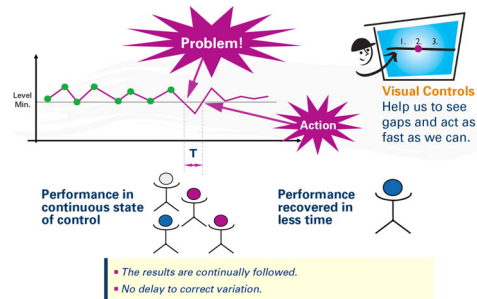 Problem!
1. 2. 3.
Visual Controls
Help us to see
gaps and act as
fast as we can.
Level
Min.
Action
T
Performance in
continuous state
of control
Performance
recovered in
less time
▪ The results are continually followed.
▪ No delay to correct variation.